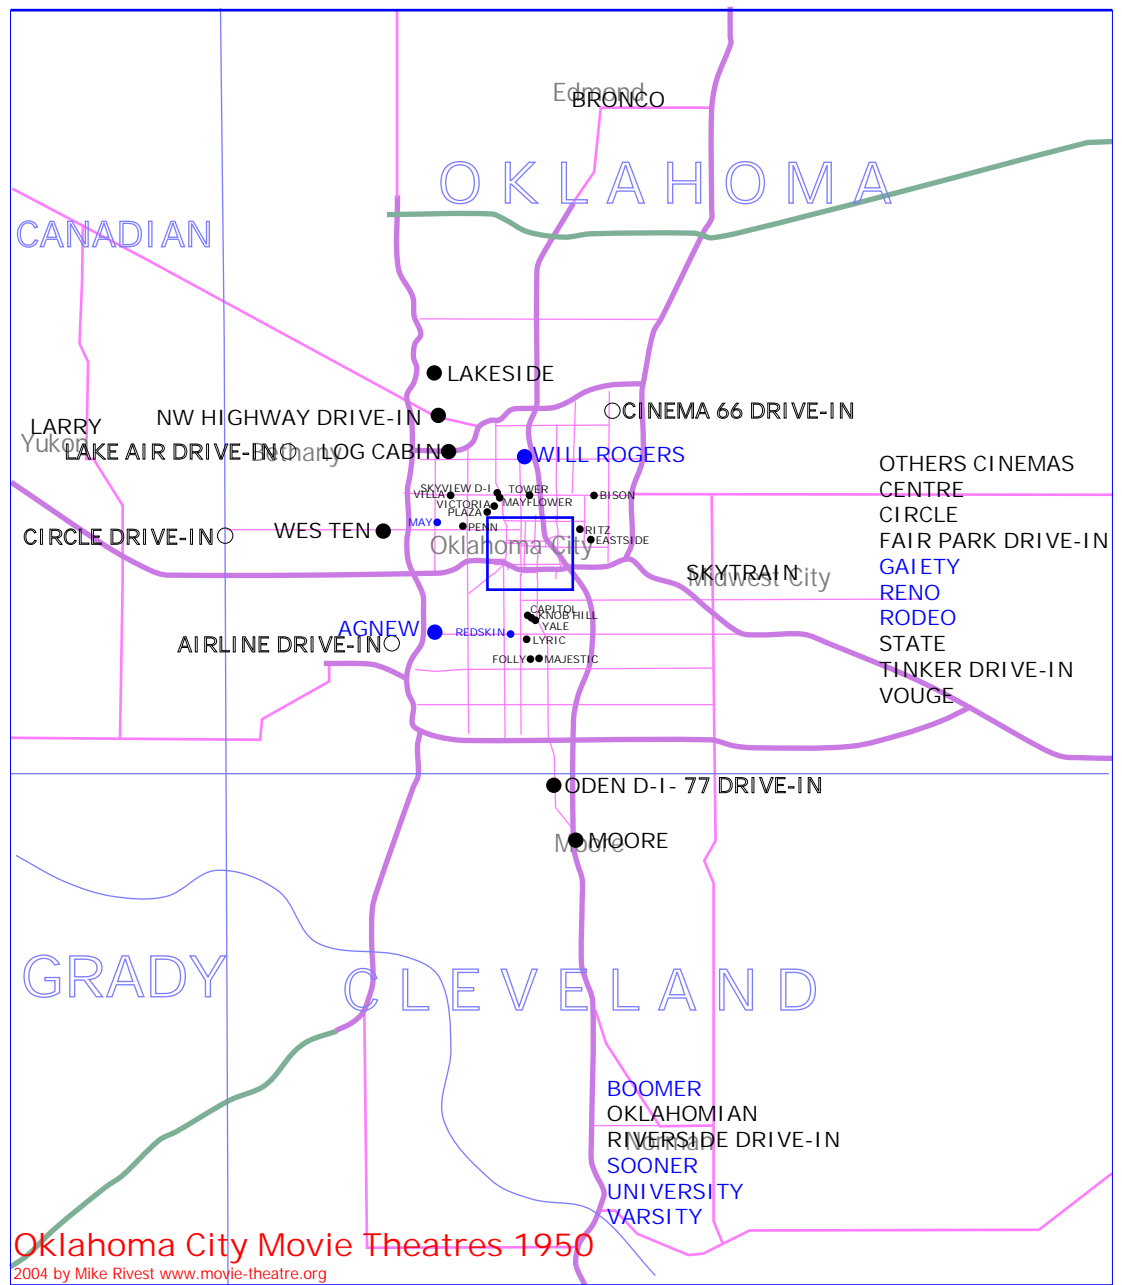 Edmond
BRONCO
OKLAHOMA
CANADIAN
LAKESIDE
NW HIGHWAY DRIVE-IN
CINEMA 66 DRIVE-IN
LARRY
Yukon
LAKE AIR DRIVE-IN
Bethany
LOG CABIN
WILL ROGERS
OTHERS CINEMAS
CENTRE
CIRCLE
FAIR PARK DRIVE-IN
GAIETY
RENO
RODEO
STATE
TINKER DRIVE-IN
VOUGE
SKYVIEW D-I
TOWER
VILLA
BISON
VICTORIA
MAYFLOWER
PLAZA
MAY
PENN
RITZ
EASTSIDE
WES TEN
CIRCLE DRIVE-IN
Oklahoma City
SKYTRAIN
Midwest City
CAPITOL
KNOB HILL
YALE
AGNEW
REDSKIN
LYRIC
AIRLINE DRIVE-IN
FOLLY
MAJESTIC
ODEN D-I- 77 DRIVE-IN
MOORE
Moore
GRADY
CLEVELAND
BOOMER
OKLAHOMIAN
RIVERSIDE DRIVE-IN
Norman
SOONER
UNIVERSITY
VARSITY
Oklahoma City Movie Theatres 1950
2004 by Mike Rivest www.movie-theatre.org